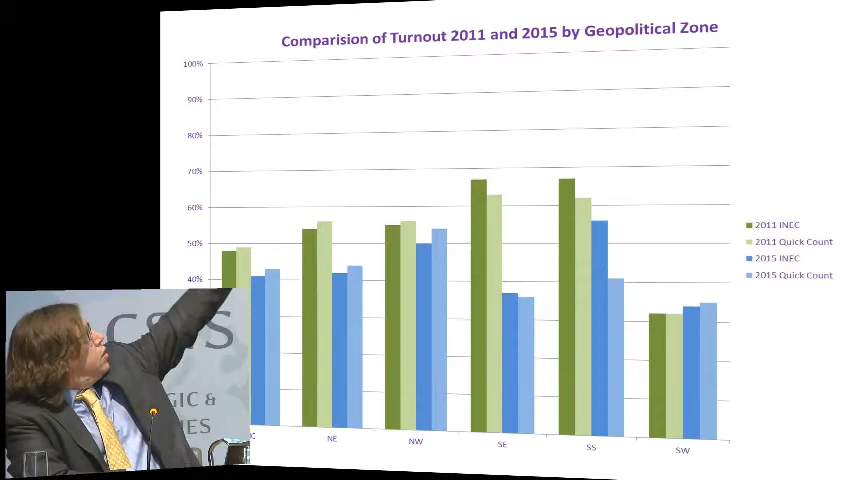 Comparision of Turnout 2011 and 2015 by Geopolitical Zone
100%
90%
80%
70%
60%
50%
40%
NE
NW
SE
SS
SW
2011 INEC
2011 Quick Count
2015 INEC
2015 Quick Count
GIC &
IES